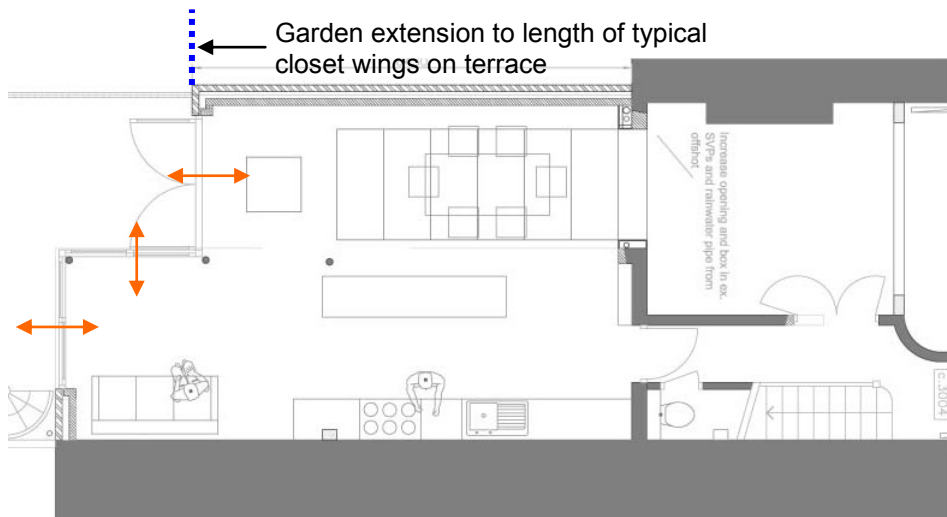 Garden extension to length of typical
closet wings on terrace
Increase opening and box in ex.
SVPs and rainwater pipe from
offshot
c.3004